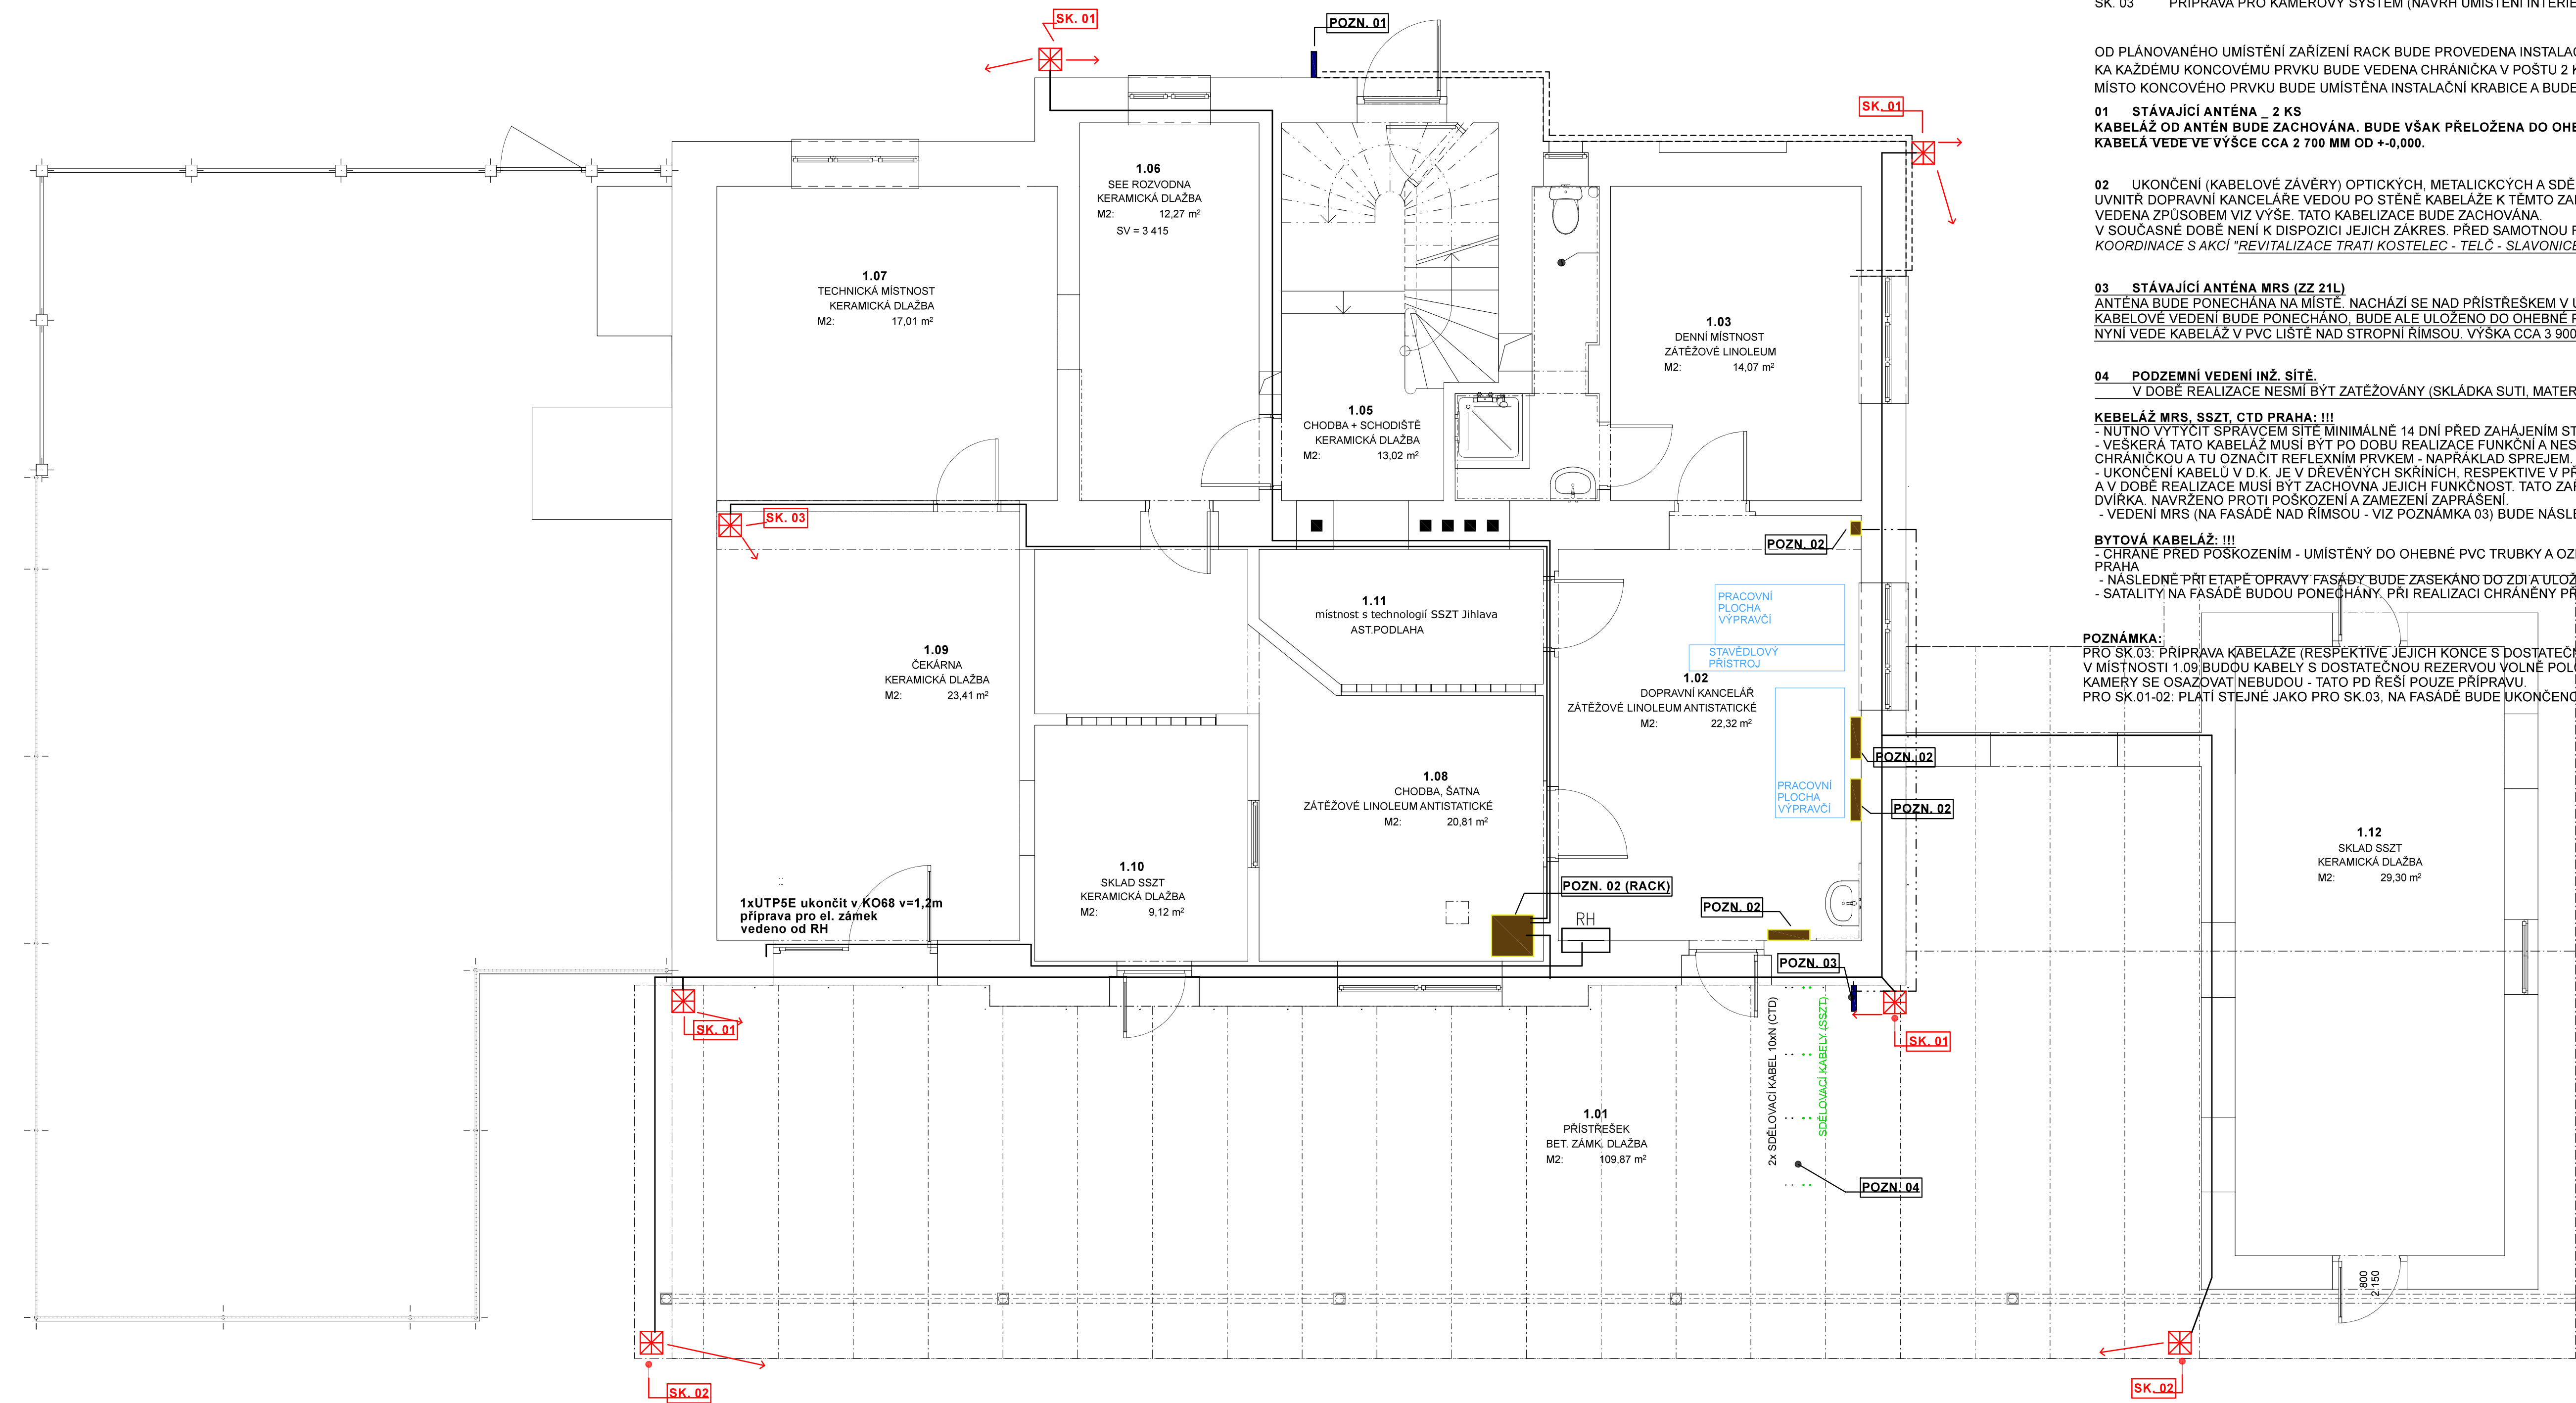 SK. 01
POZN. 01
SK. 01
1.06
SEE ROZVODNA
KERAMICKÁ DLAŽBA
M2: 12,27 m²
SV = 3 415
1.07
TECHNICKÁ MÍSTNOST
KERAMICKÁ DLAŽBA
M2: 17,01 m²
1.03
DENNÍ MÍSTNOST
ZÁTĚŽOVÉ LINOLEUM
M2: 14,07 m²
1.05
CHODBA + SCHODIŠTĚ
KERAMICKÁ DLAŽBA
M2: 13,02 m²
SK. 03
POZN. 02
1.11
místnost s technologií SSZT Jihlava
AST.PODLAHA
PRACOVNÍ
PLOCHA
VÝPRAVČÍ
STAVĚDLOVÝ
PŘÍSTROJ
1.09
ČEKÁRNA
KERAMICKÁ DLAŽBA
M2: 23,41 m²
1.02
DOPRAVNÍ KANCELÁŘ
ZÁTĚŽOVÉ LINOLEUM ANTISTATICKÉ
M2: 22,32 m²
POZN. 02
1.08
CHODBA, ŠATNA
ZÁTĚŽOVÉ LINOLEUM ANTISTATICKÉ
M2: 20,81 m²
PRACOVNÍ
PLOCHA
VÝPRAVČÍ
POZN. 02
1.10
SKLAD SSZT
KERAMICKÁ DLAŽBA
M2: 9,12 m²
1xUTP5E ukončit v KO68 v=1,2m
příprava pro el. zámek
vedeno od RH
POZN. 02 (RACK)
RH
POZN. 02
POZN. 03
1.12
SKLAD SSZT
KERAMICKÁ DLAŽBA
M2: 29,30 m²
SK. 01
SK. 01
2x SDĚLOVACÍ KABEL 10xN (CTD)
SDĚLOVACÍ KABELY (SSZT)
1.01
PŘÍSTŘEŠEK
BET. ZÁMK. DLAŽBA
M2: 109,87 m²
POZN. 04
800
2 150
SK. 02
SK. 02
SK. 03 PŘÍPRAVA PRO KAMEROVÝ SYSTÉM (NÁVRH UMÍSTĚNÍ INTERIÉ
OD PLÁNOVANÉHO UMÍSTĚNÍ ZAŘÍZENÍ RACK BUDE PROVEDENA INSTALA
KA KAŽDÉMU KONCOVÉMU PRVKU BUDE VEDENA CHRÁNIČKA V POŠTU 2
MÍSTO KONCOVÉHO PRVKU BUDE UMÍSTĚNA INSTALAČNÍ KRABICE A BUDE
01 STÁVAJÍCÍ ANTÉNA _ 2 KS
KABELÁŽ OD ANTÉN BUDE ZACHOVÁNA. BUDE VŠAK PŘELOŽENA DO OHE
KABELÁ VEDE VE VÝŠCE CCA 2 700 MM OD +-0,000.
02 UKONČENÍ (KABELOVÉ ZÁVĚRY) OPTICKÝCH, METALICKCÝCH A SDĚ
UVNITŘ DOPRAVNÍ KANCELÁŘE VEDOU PO STĚNĚ KABELÁŽE K TĚMTO ZA
VEDENA ZPŮSOBEM VIZ VÝŠE. TATO KABELIZACE BUDE ZACHOVÁNA.
V SOUČASNÉ DOBĚ NENÍ K DISPOZICI JEJICH ZÁKRES. PŘED SAMOTNOU
KOORDINACE S AKCÍ "REVITALIZACE TRATI KOSTELEC - TELČ - SLAVONICE
03 STÁVAJÍCÍ ANTÉNA MRS (ZZ 21L)
ANTÉNA BUDE PONECHÁNA NA MÍSTĚ. NACHÁZÍ SE NAD PŘÍSTŘEŠKEM V
KABELOVÉ VEDENÍ BUDE PONECHÁNO, BUDE ALE ULOŽENO DO OHEBNÉ
NYNÍ VEDE KABELÁŽ V PVC LIŠTĚ NAD STROPNÍ ŘÍMSOU. VÝŠKA CCA 3 900
04 PODZEMNÍ VEDENÍ INŽ. SÍTĚ.
V DOBĚ REALIZACE NESMÍ BÝT ZATĚŽOVÁNY (SKLÁDKA SUTI, MATER
KEBELÁŽ MRS, SSZT, CTD PRAHA: !!!
- NUTNO VYTÝČIT SPRÁVCEM SÍTĚ MINIMÁLNĚ 14 DNÍ PŘED ZAHÁJENÍM ST
- VEŠKERÁ TATO KABELÁŽ MUSÍ BÝT PO DOBU REALIZACE FUNKČNÍ A NES
CHRÁNIČKOU A TU OZNAČIT REFLEXNÍM PRVKEM - NAPŘÁKLAD SPREJEM.
- UKONČENÍ KABELŮ V D.K. JE V DŘEVĚNÝCH SKŘÍNÍCH, RESPEKTIVE V PŘ
A V DOBĚ REALIZACE MUSÍ BÝT ZACHOVNA JEJICH FUNKČNOST. TATO ZAŘ
DVÍŘKA. NAVRŽENO PROTI POŠKOZENÍ A ZAMEZENÍ ZAPRÁŠENÍ.
- VEDENÍ MRS (NA FASÁDĚ NAD ŘÍMSOU - VIZ POZNÁMKA 03) BUDE NÁSLE
BYTOVÁ KABELÁŽ: !!!
- CHRÁNĚ PŘED POŠKOZENÍM - UMÍSTĚNÝ DO OHEBNÉ PVC TRUBKY A OZ
PRAHA
- NÁSLEDNĚ PŘI ETAPĚ OPRAVY FASÁDY BUDE ZASEKÁNO DO ZDI A ULOŽ
- SATALITY NA FASÁDĚ BUDOU PONECHÁNY. PŘI REALIZACI CHRÁNĚNY PŘ
POZNÁMKA:
PRO SK.03: PŘÍPRAVA KABELÁŽE (RESPEKTIVE JEJICH KONCE S DOSTATEČN
V MÍSTNOSTI 1.09 BUDOU KABELY S DOSTATEČNOU REZERVOU VOLNĚ POL
KAMERY SE OSAZOVAT NEBUDOU - TATO PD ŘEŠÍ POUZE PŘÍPRAVU.
PRO SK.01-02: PLATÍ STEJNÉ JAKO PRO SK.03, NA FASÁDĚ BUDE UKONČENO